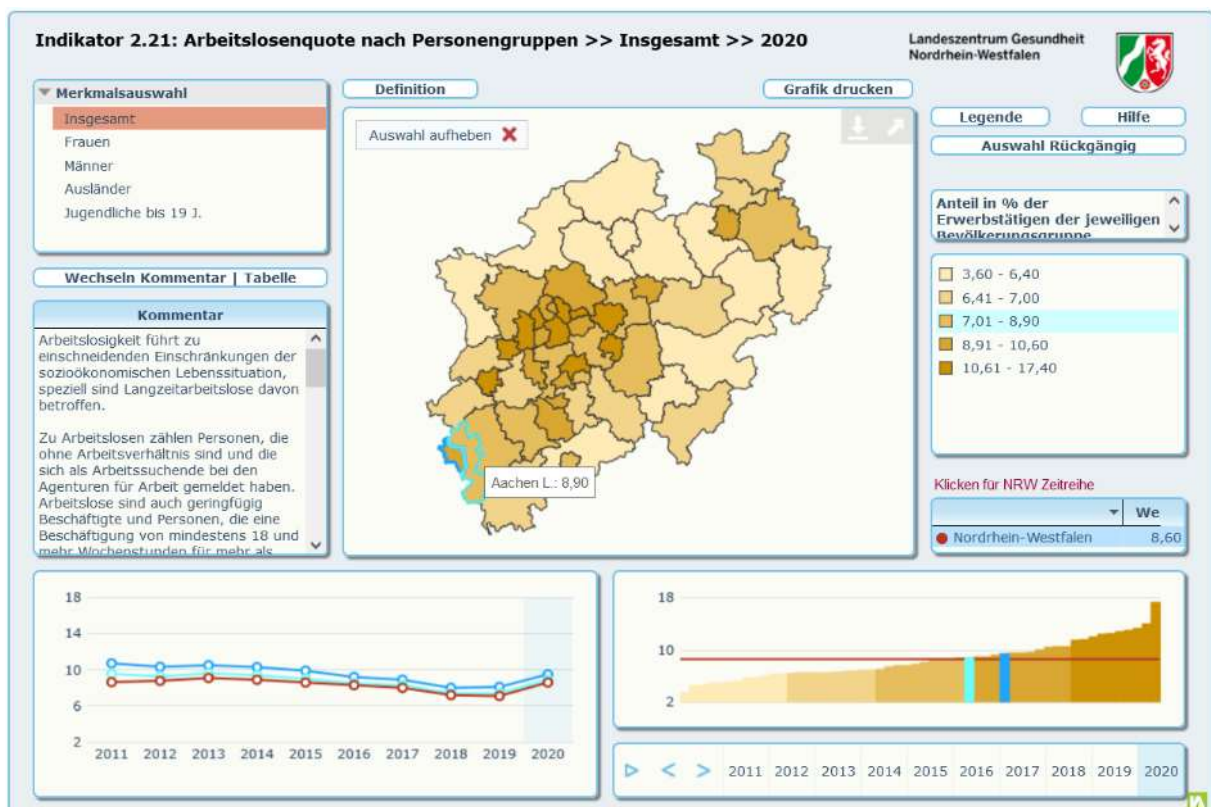 Indikator 2.21: Arbeitslosenquote nach Personengruppen >> Insgesamt >> 2020
Landeszentrum Gesundheit
Nordrhein-Westfalen
Merkmalsauswahl
Insgesamt
Frauen
Männer
Ausländer
Jugendliche bis 19 J.
Wechseln Kommentar | Tabelle
Kommentar
Arbeitslosigkeit führt zu
einschneidenden Einschränkungen der
sozioökonomischen Lebenssituation,
speziell sind Langzeitarbeitslose davon
betroffen.
Zu Arbeitslosen zählen Personen, die
ohne Arbeitsverhältnis sind und die
sich als Arbeitssuchende bei den
Agenturen für Arbeit gemeldet haben.
Arbeitslose sind auch geringfügig
Beschäftigte und Personen, die eine
Beschäftigung von mindestens 18 und
mehr Wochenstunden für mehr als
Definition
Grafik drucken
Auswahl aufheben
Aachen L.: 8,90
Legende
Hilfe
Auswahl Rückgängig
Anteil in % der
Erwerbstätigen der jeweiligen
Bevölkerungsgruppe
3,60 - 6,40
6,41 - 7,00
7,01 - 8,90
8,91 - 10,60
10,61 - 17,40
Klicken für NRW Zeitreihe
We
Nordrhein-Westfalen 8,60
18
14
10
6
2
2011 2012 2013 2014 2015 2016 2017 2018 2019 2020
18
10
2
2011 2012 2013 2014 2015 2016 2017 2018 2019 2020